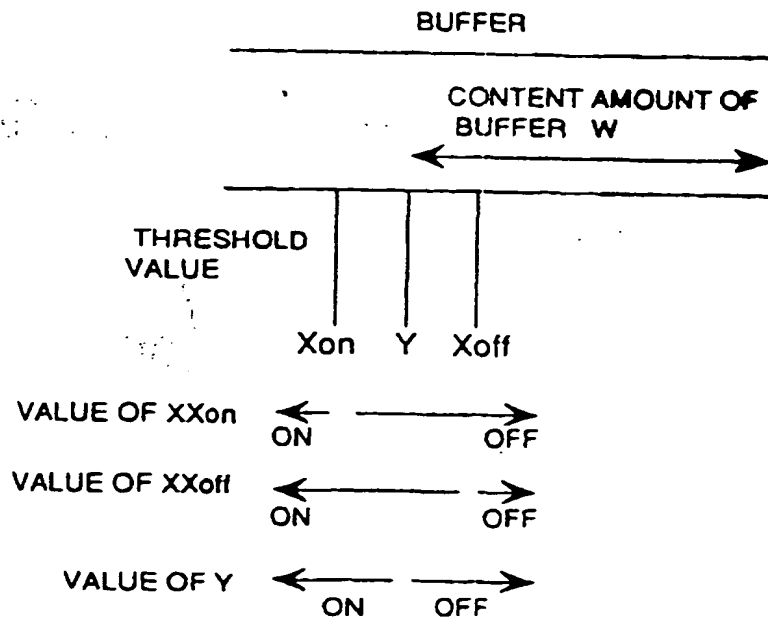 BUFFER
CONTENT AMOUNT OF
BUFFER W
THRESHOLD
VALUE
Xon Y Xoff
VALUE OF XXon
ON OFF
VALUE OF XXoff
ON OFF
VALUE OF Y
ON OFF